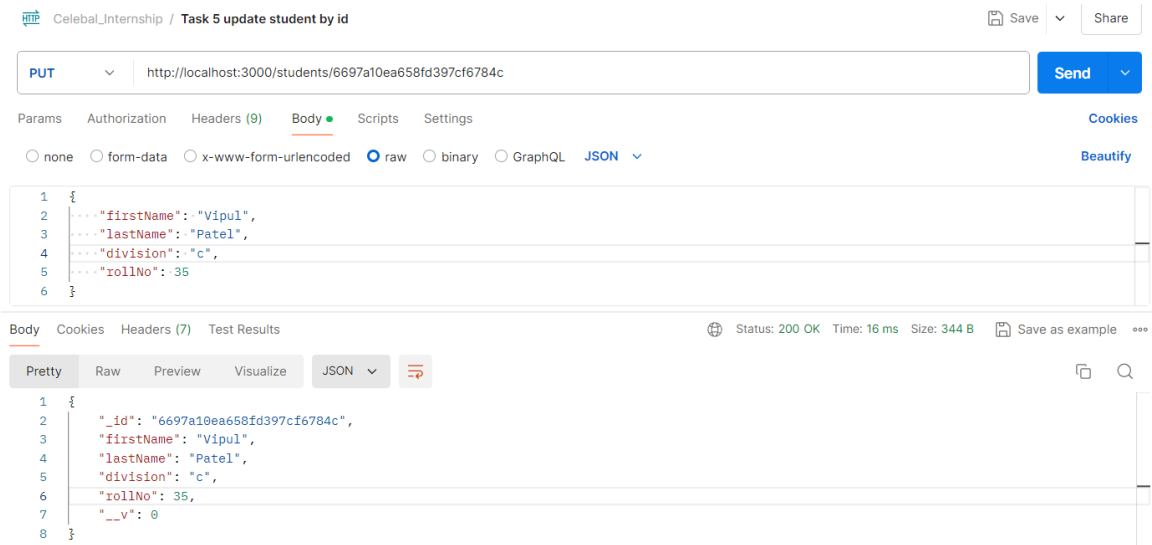 HTTP Celebal_Internship / Task 5 update student by id Save Share
PUT http://localhost:3000/students/6697a10ea658fd397cf6784c Send
Params Authorization Headers (9) Body Scripts Settings Cookies
none form-data x-www-form-urlencoded raw binary GraphQL JSON Beautify
1 {
2 ····"firstName":·"Vipul",
3 ····"lastName":·"Patel",
4 ····"division":·"c",
5 ····"rollNo":·35
6 }
Body Cookies Headers (7) Test Results Status: 200 OK Time: 16 ms Size: 344 B Save as example
Pretty Raw Preview Visualize JSON
1 {
2 "_id": "6697a10ea658fd397cf6784c",
3 "firstName": "Vipul",
4 "lastName": "Patel",
5 "division": "c",
6 "rollNo": 35,
7 "__v": 0
8 }